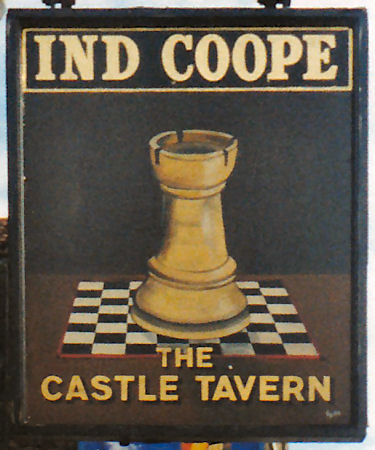 IND COOPE
THE
CASTLE TAVERN